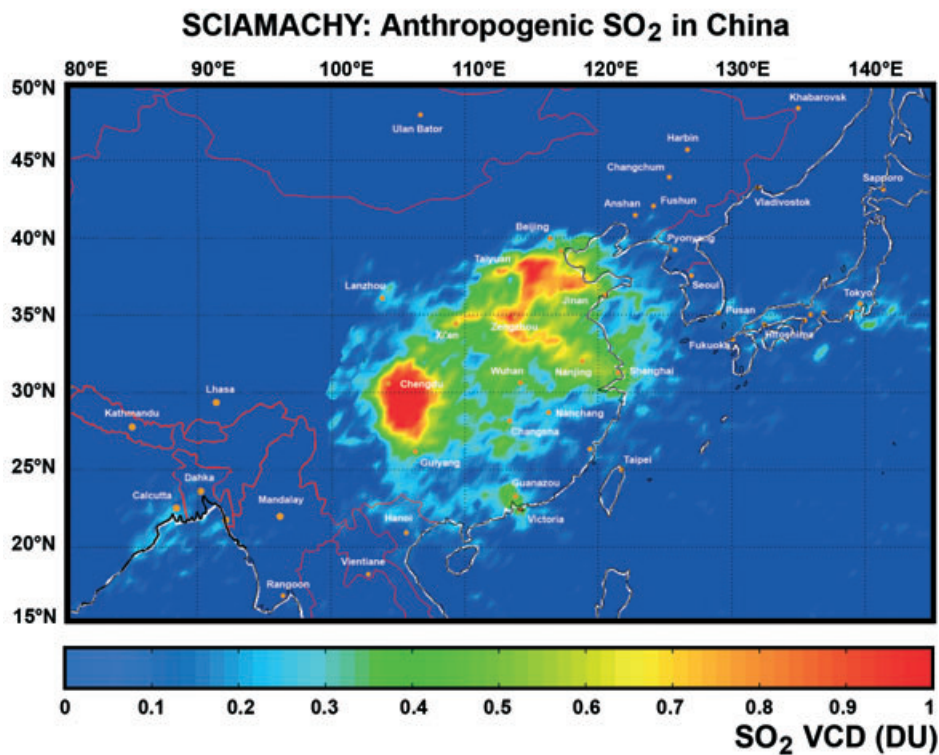 SCIAMACHY: Anthropogenic SO2 in China
80°E 90°E 100°E 110°E 120°E 130°E 140°E
50°N
Khabarovsk
Ulan Bator
Harbin
45°N
Changchum
Sapporo
Fushun
Vladivostok
Anshan
Beijing
40°N
Pyonyang
Taiyuan
Lanzhou
Seoul
Jinan
Tokyo
35°N
Pusan
Zengzhou
Xi'an
Hiroshima
Fukuoka
Wuhan
Nanjing
Shanghai
Chengdu
30°N
Lhasa
Kathmandu
Nanchang
Changsha
Guiyang
25°N
Taipei
Dahka
Guanazou
Calcutta
Mandalay
Hanoi
Victoria
20°N
Vientiane
Rangoon
15°N
0 0.1 0.2 0.3 0.4 0.5 0.6 0.7 0.8 0.9 1
SO2 VCD (DU)